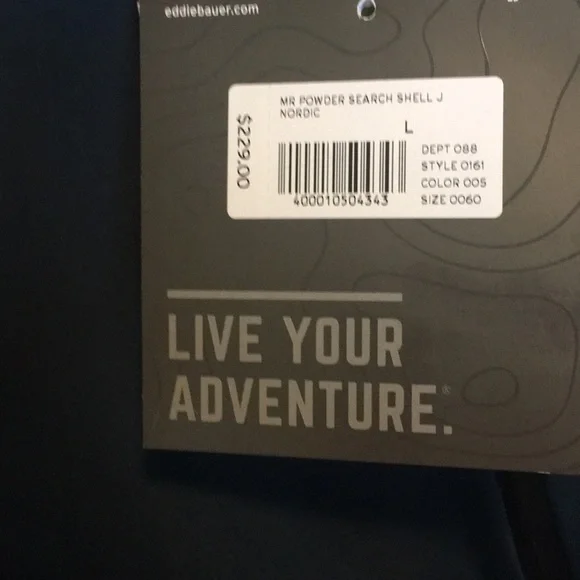 eddiebauer.com
MR POWDER SEARCH SHELL J
NORDIC
L
$229.00
DEPT 088
STYLE 0161
COLOR 005
SIZE 0060
400010504343
LIVE YOUR
ADVENTURE.®